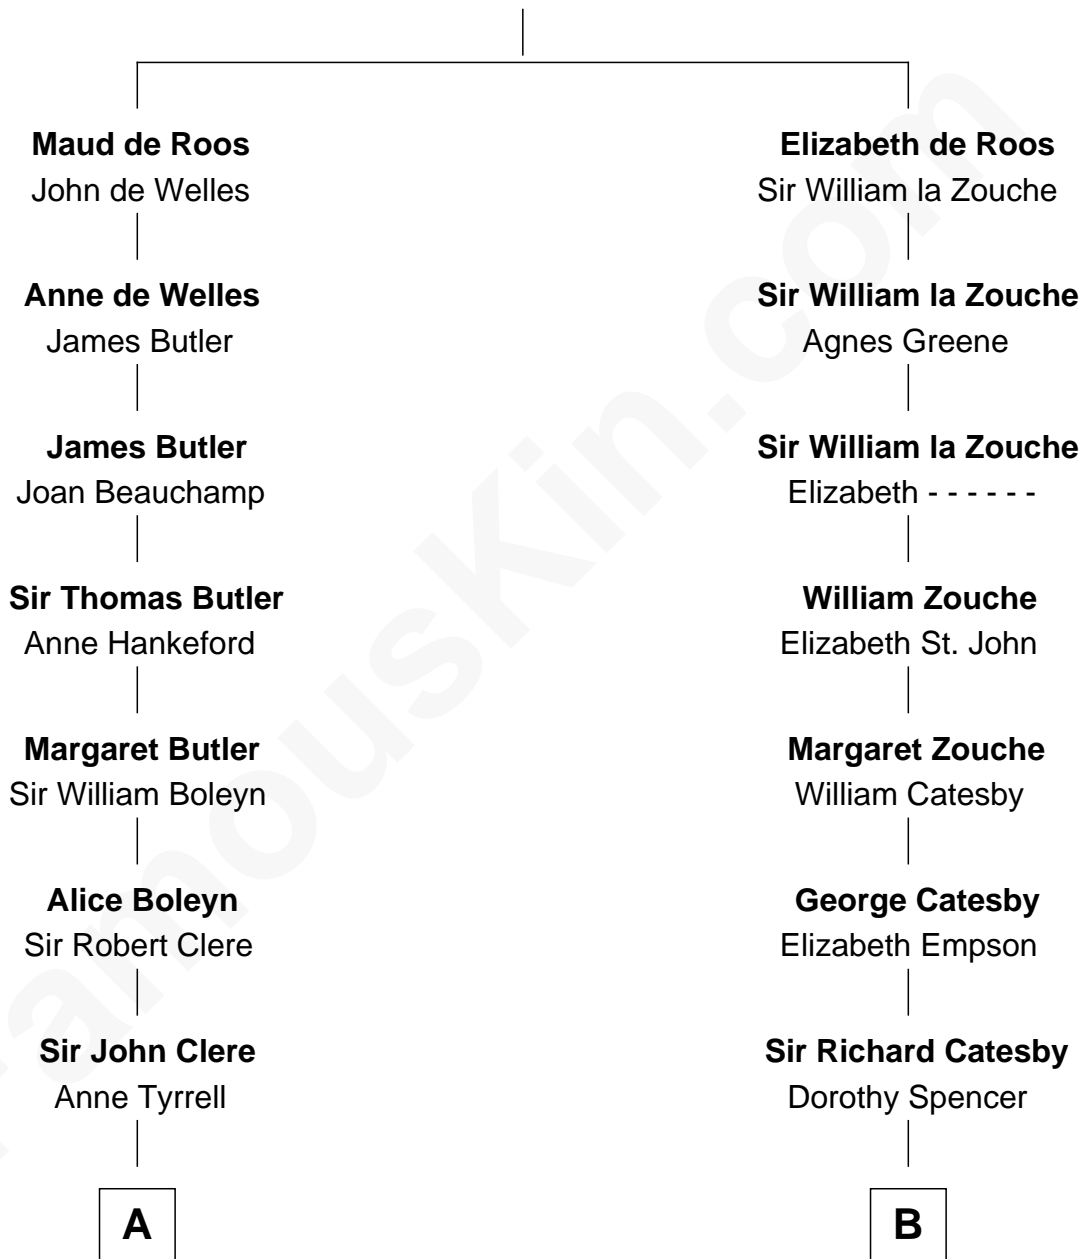 Maud de Roos
John de Welles
Elizabeth de Roos
Sir William la Zouche
Anne de Welles
James Butler
Sir William la Zouche
Agnes Greene
James Butler
Joan Beauchamp
Sir William la Zouche
Elizabeth - - - - - -
Sir Thomas Butler
Anne Hankeford
William Zouche
Elizabeth St. John
Margaret Butler
Sir William Boleyn
Margaret Zouche
William Catesby
Alice Boleyn
Sir Robert Clere
George Catesby
Elizabeth Empson
Sir John Clere
Anne Tyrrell
Sir Richard Catesby
Dorothy Spencer
A
B
FamousKin.com